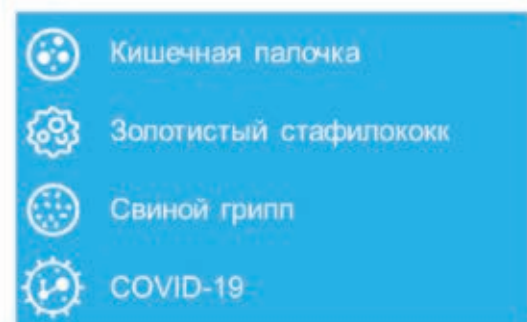 Кишечная палочка
Золотистый стафилококк
Свиной грипп
COVID-19